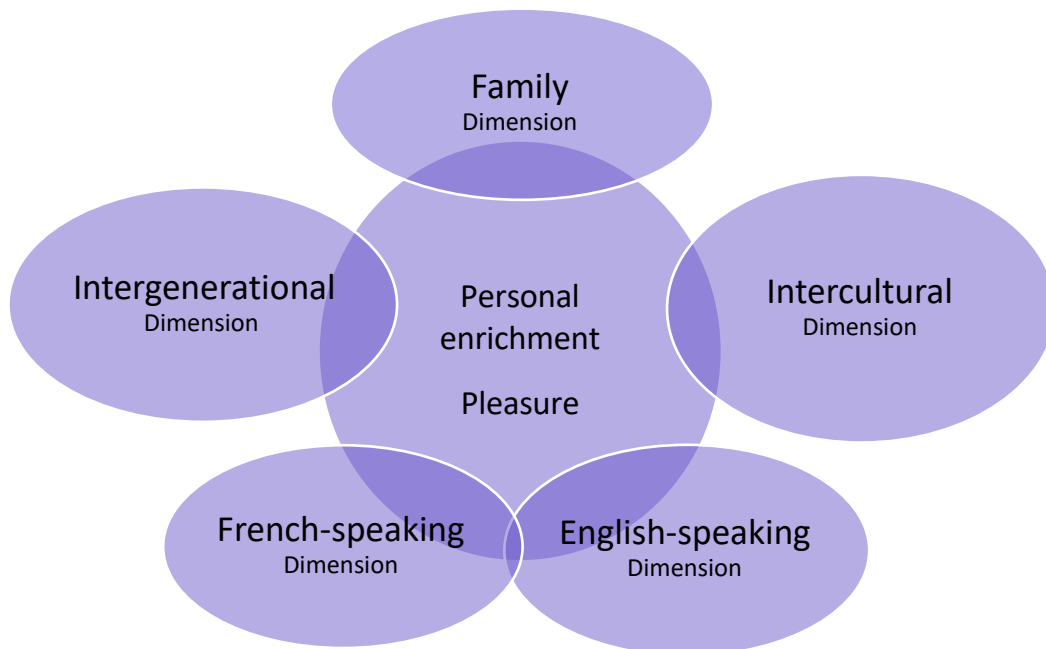 Family
Dimension
Intergenerational
Dimension
Personal
enrichment
Pleasure
Intercultural
Dimension
French-speaking
Dimension
English-speaking
Dimension